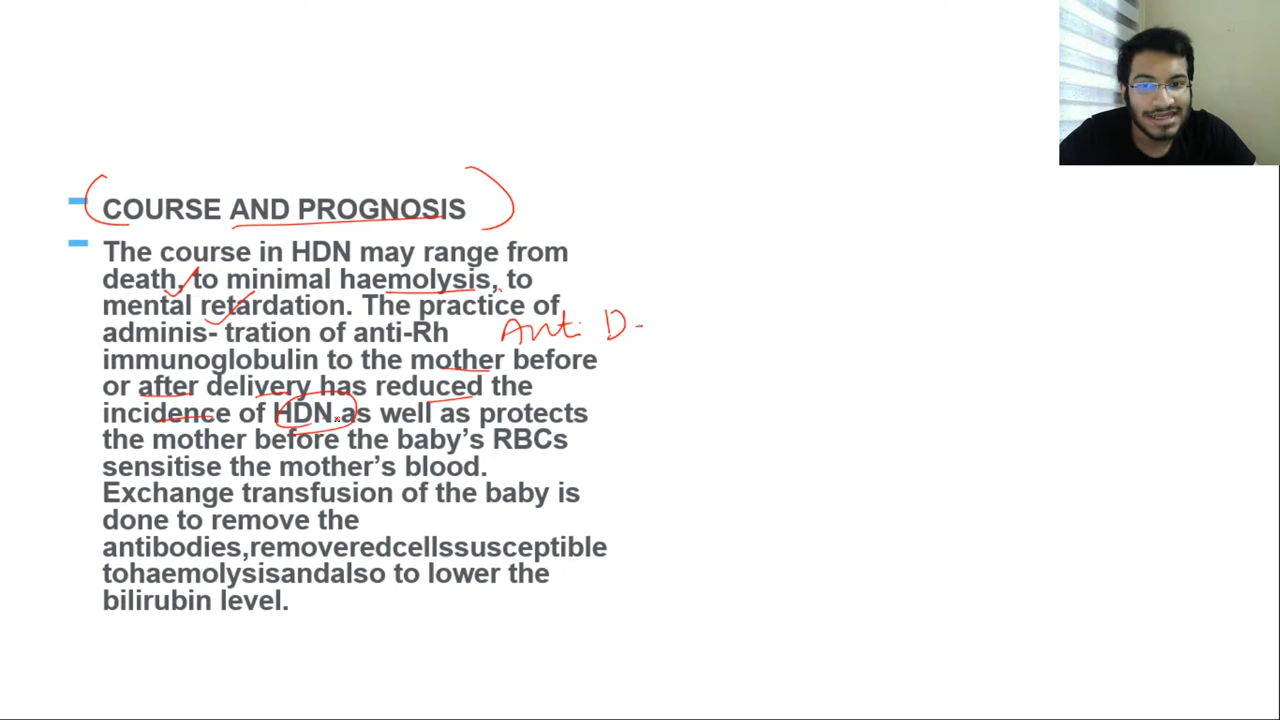 COURSE AND PROGNOSIS
The course in HDN may range from
death, to minimal haemolysis, to
mental retardation. The practice of
adminis- tration of anti-Rh
Anti D-
immunoglobulin to the mother before
or after delivery has reduced the
incidence of HDN.as well as protects
the mother before the baby’s RBCs
sensitise the mother’s blood.
Exchange transfusion of the baby is
done to remove the
antibodies,removeredcellssusceptible
tohaemolysisandalso to lower the
bilirubin level.